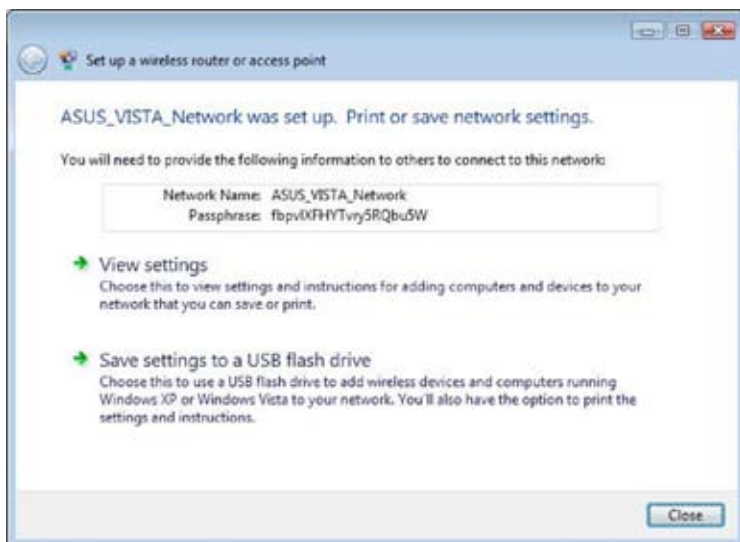 Set up a wireless router or access point
ASUS_VISTA_Network was set up. Print or save network settings.
You will need to provide the following information to others to connect to this network:
Network Name: ASUS_VISTA_Network
Passphrase:
View settings
Choose this to view settings and instructions for adding computers and devices to your
network that you can save or print.
Save settings to a USB flash drive
Choose this to use a USB flash drive to add wireless devices and computers running
Windows XP or Windows Vista to your network. You'll also have the option to print the
settings and instructions.
Close